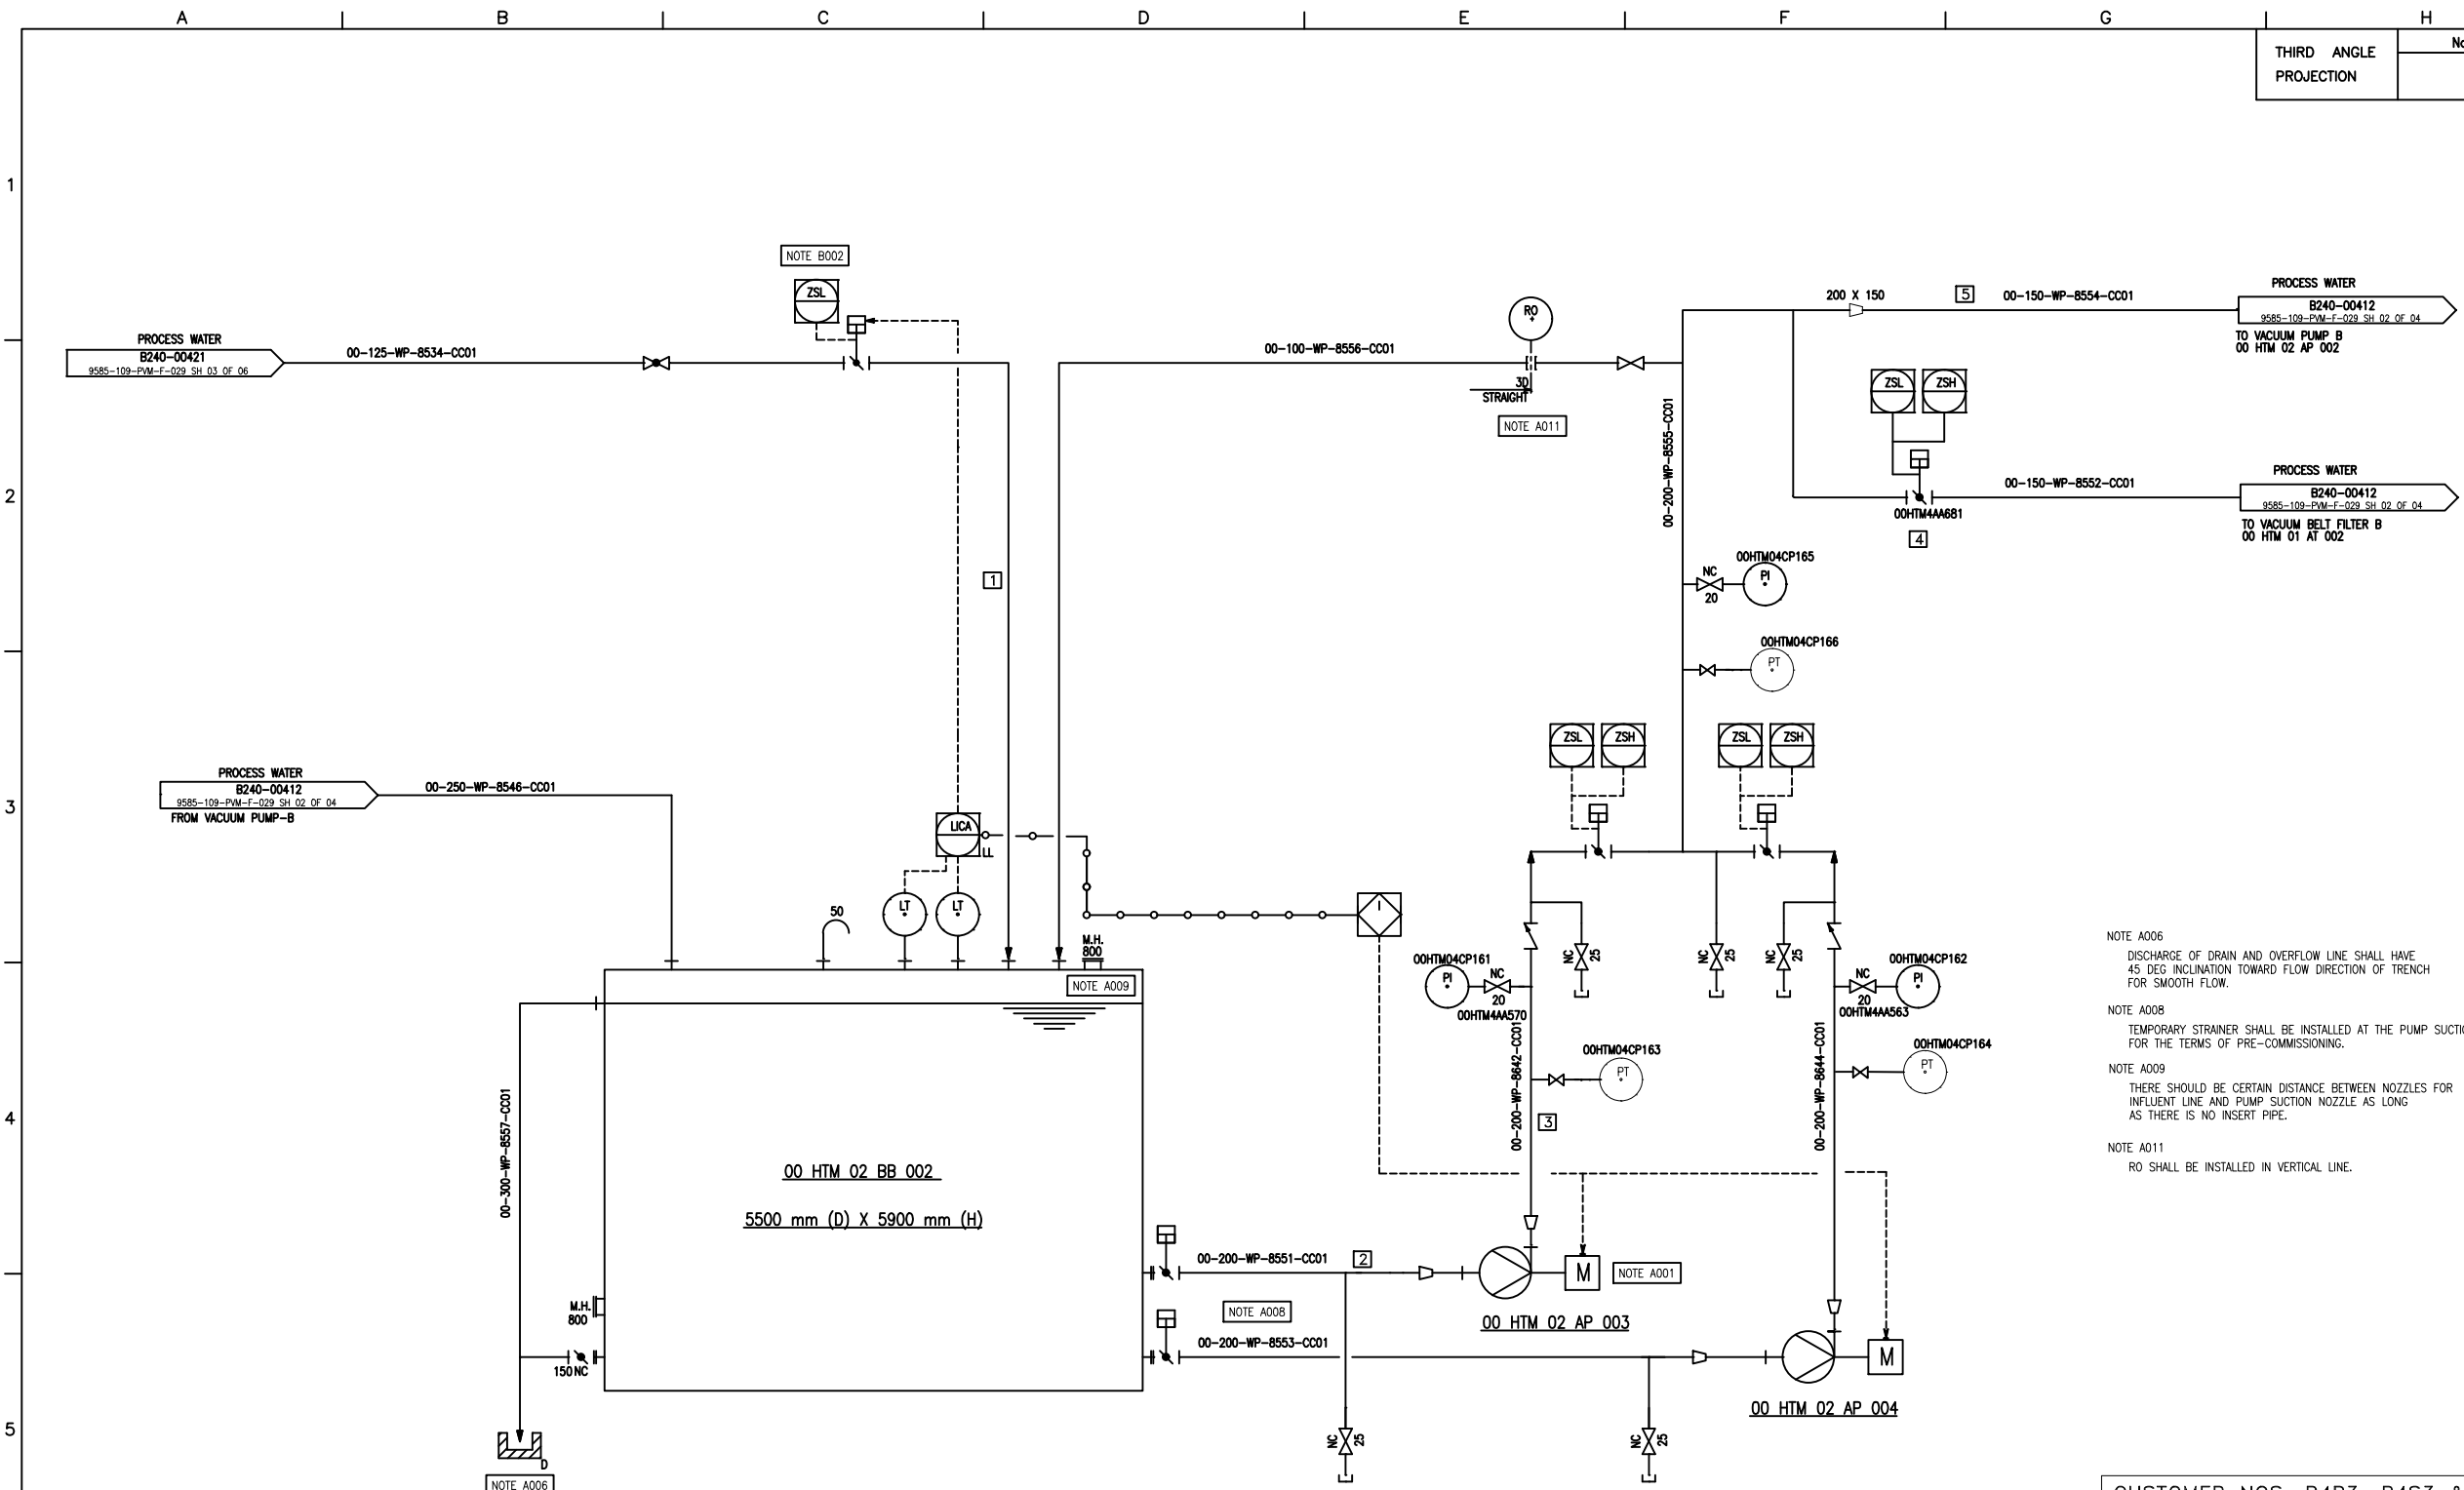 A B C D E F G H
THIRD ANGLE
PROJECTION
1
NOTE B002
ZSL
PROCESS WATER
B240-00421
9585-109-PVM-F-029 SH 03 OF 06
00-125-WP-8534-CC01
00-100-WP-8556-CC01
RO
3D
STRAIGHT
NOTE A011
200 X 150
5
00-150-WP-8554-CC01
PROCESS WATER
B240-00412
9585-109-PVM-F-029 SH 02 OF 04
TO VACUUM PUMP B
00 HTM 02 AP 002
ZSL
ZSH
00-200-WP-8555-CC01
2
00-150-WP-8552-CC01
00HTM4AA681
4
PROCESS WATER
B240-00412
9585-109-PVM-F-029 SH 02 OF 04
TO VACUUM BELT FILTER B
00 HTM 01 AT 002
1
00HTM04CP165
NC
20
PI
00HTM04CP166
PT
ZSL
ZSH
ZSL
ZSH
3
PROCESS WATER
B240-00412
9585-109-PVM-F-029 SH 02 OF 04
FROM VACUUM PUMP-B
00-250-WP-8546-CC01
LICA
LL
50
LT
LT
M.H.
800
I
NOTE A009
NC
25
NC
25
NC
25
00HTM04CP161
PI
NC
20
00HTM4AA570
00HTM04CP162
NC
20
PI
00HTM4AA563
00-200-WP-8642-CC01
00HTM04CP163
PT
3
00-200-WP-8644-CC01
00HTM04CP164
PT
NOTE A006
DISCHARGE OF DRAIN AND OVERFLOW LINE SHALL HAVE
45 DEG INCLINATION TOWARD FLOW DIRECTION OF TRENCH
FOR SMOOTH FLOW.
NOTE A008
TEMPORARY STRAINER SHALL BE INSTALLED AT THE PUMP
FOR THE TERMS OF PRE-COMMISSIONING.
NOTE A009
THERE SHOULD BE CERTAIN DISTANCE BETWEEN NOZZLES FOR
INFLUENT LINE AND PUMP SUCTION NOZZLE AS LONG
AS THERE IS NO INSERT PIPE.
NOTE A011
RO SHALL BE INSTALLED IN VERTICAL LINE.
4
00-300-WP-8557-CC01
00 HTM 02 BB 002
5500 mm (D) X 5900 mm (H)
00-200-WP-8551-CC01
2
M
NOTE A001
00 HTM 02 AP 003
M.H.
800
NOTE A008
00-200-WP-8553-CC01
150 NC
M
00 HTM 02 AP 004
5
D
NOTE A006
NC
25
NC
25
CUSTOMER NOS